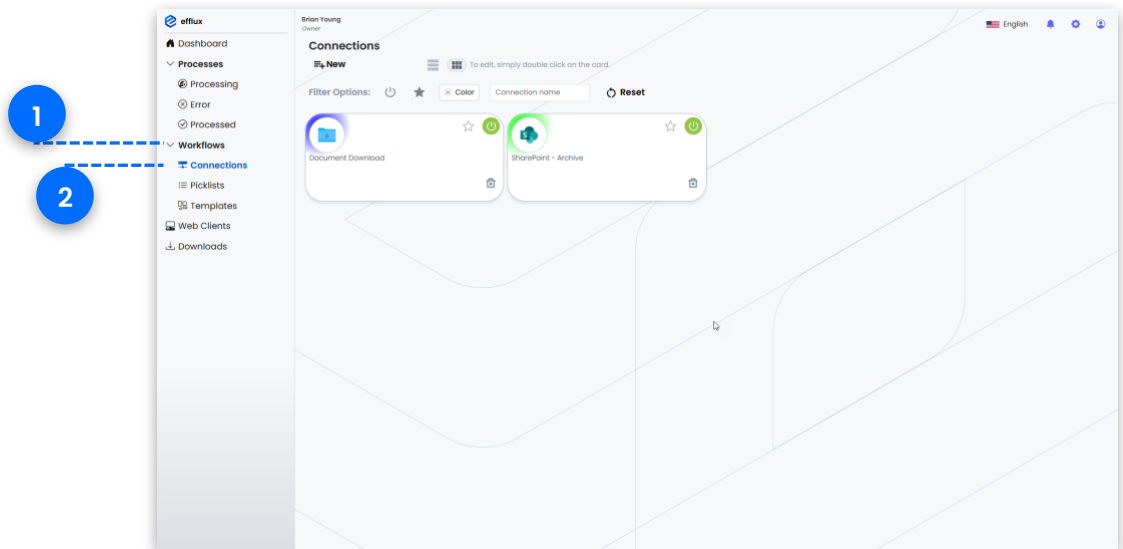 efflux
Brian Young
Owner
English
Dashboard
Connections
Processes
New
To edit, simply double click on the card.
Processing
Filter Options:
Color
Connection name
Reset
Error
1
Processed
Workflows
Document Download
SharePoint - Archive
2
Connections
Picklists
Templates
Web Clients
Downloads